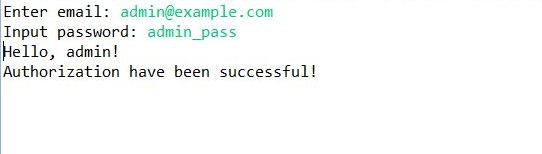 Enter email: admin@example.com
Input password: admin_pass
Hello, admin!
Authorization have been successful!